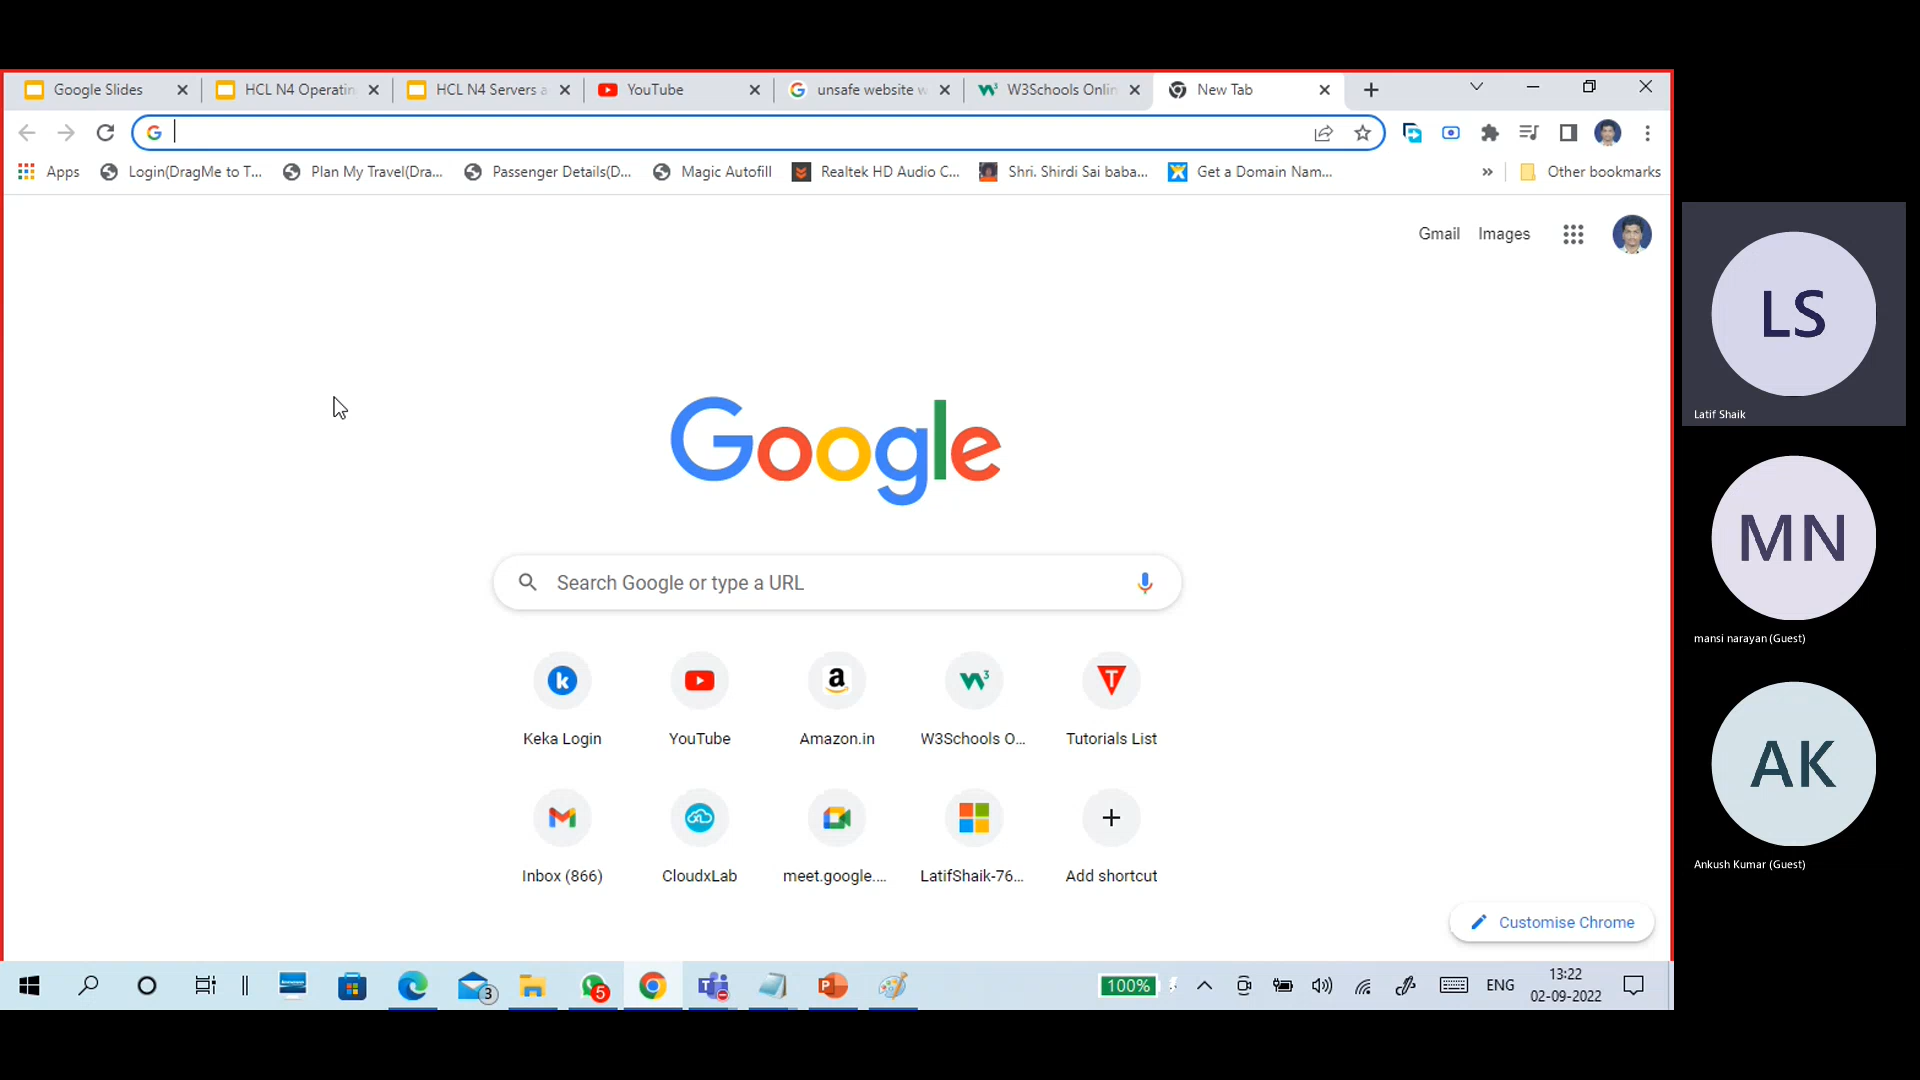 Google Slides
HCL N4 Operatin
HCL N4 Servers a
YouTube
unsafe website w
W3Schools Onlin
New Tab
Apps
Login(DragMe to T...
Plan My Travel(Dra...
Passenger Details(D...
Magic Autofill
Realtek HD Audio C...
Shri. Shirdi Sai baba...
Get a Domain Nam...
»
Other bookmarks
Gmail
Images
LS
Latif Shaik
Google
MN
mansi narayan (Guest)
Search Google or type a URL
Keka Login
YouTube
Amazon.in
W3Schools O...
Tutorials List
AK
Ankush Kumar (Guest)
Inbox (866)
CloudxLab
meet.google....
LatifShaik-76...
Add shortcut
Customise Chrome
3
5
100%
ENG
13:22
02-09-2022